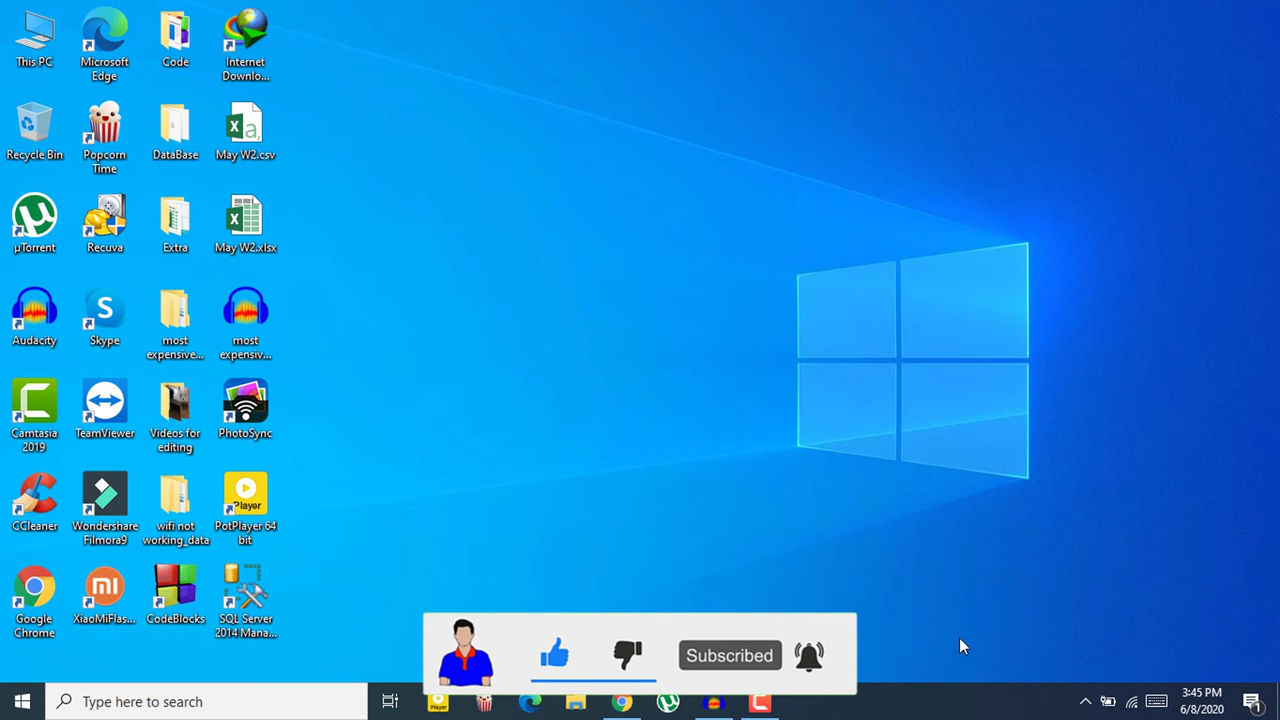 This PC
Microsoft
Edge
Code
Internet
Downlo...
Recycle Bin
Popcorn
Time
DataBase
May W2.csv
µTorrent
Recuva
Extra
May W2.xlsx
Audacity
Skype
most
expensive...
most
expensiv...
Camtasia
2019
TeamViewer
Videos for
editing
PhotoSync
CCleaner
Wondershare
Filmora9
wifi not
working_data
Player
PotPlayer 64
bit
Google
Chrome
XiaoMiFlas...
CodeBlocks
SQL Server
2014 Mana...
Subscribed
Type here to search
Player
3:45 PM
6/8/2020
1